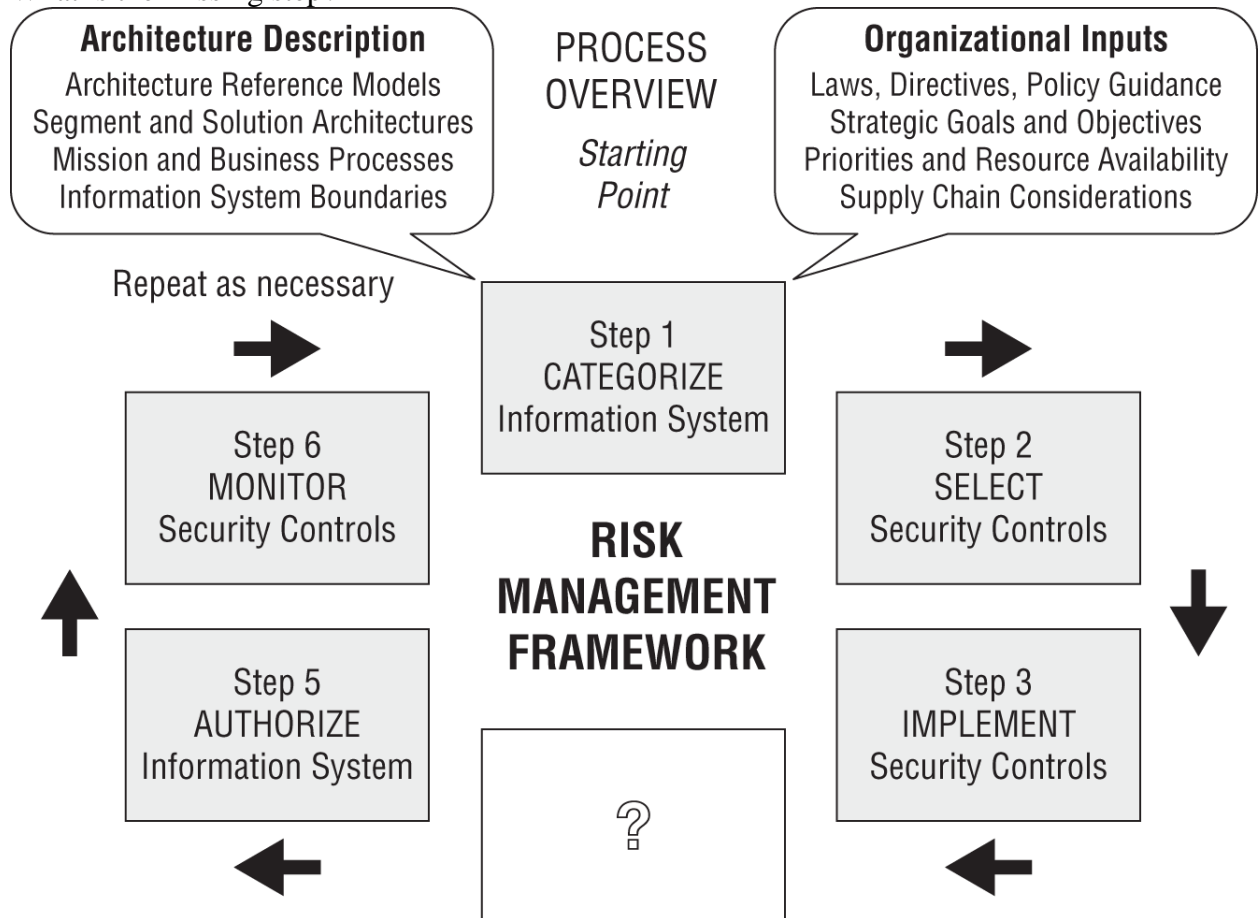 Architecture Description
Architecture Reference Models
Segment and Solution Architectures
Mission and Business Processes
Information System Boundaries
PROCESS
OVERVIEW
Starting
Point
Organizational Inputs
Laws, Directives, Policy Guidance
Strategic Goals and Objectives
Priorities and Resource Availability
Supply Chain Considerations
Repeat as necessary
Step 1
CATEGORIZE
Information System
Step 2
SELECT
Security Controls
Step 3
IMPLEMENT
Security Controls
?
Step 5
AUTHORIZE
Information System
Step 6
MONITOR
Security Controls
RISK
MANAGEMENT
FRAMEWORK